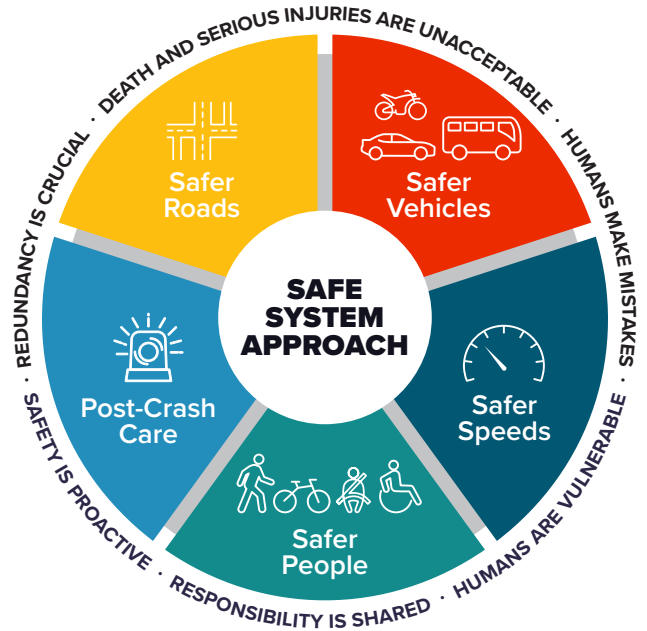 DEATH AND SERIOUS INJURIES ARE UNACCEPTABLE · HUMANS MAKE MISTAKES · HUMANS ARE VULNERABLE · RESPONSIBILITY IS SHARED · SAFETY IS PROACTIVE · REDUNDANCY IS CRUCIAL ·
Safer
Roads
Safer
Vehicles
SAFE
SYSTEM
APPROACH
Post-Crash
Care
Safer
Speeds
Safer
People